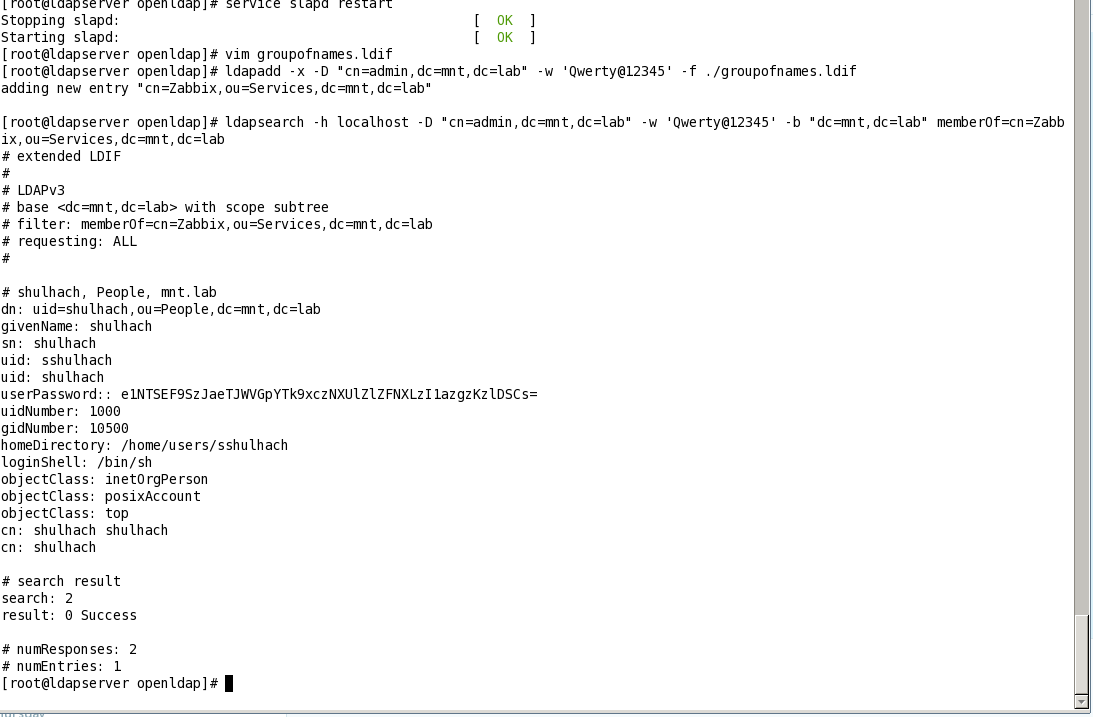 [root@ldapserver openldap]# service slapd restart
Stopping slapd:                                            [  OK  ]
Starting slapd:                                            [  OK  ]
[root@ldapserver openldap]# vim groupofnames.ldif
[root@ldapserver openldap]# ldapadd -x -D "cn=admin,dc=mnt,dc=lab" -w 'Qwerty@12345' -f ./groupofnames.ldif
adding new entry "cn=Zabbix,ou=Services,dc=mnt,dc=lab"

[root@ldapserver openldap]# ldapsearch -h localhost -D "cn=admin,dc=mnt,dc=lab" -w 'Qwerty@12345' -b "dc=mnt,dc=lab" memberOf=cn=Zabb
ix,ou=Services,dc=mnt,dc=lab
# extended LDIF
#
# LDAPv3
# base <dc=mnt,dc=lab> with scope subtree
# filter: memberOf=cn=Zabbix,ou=Services,dc=mnt,dc=lab
# requesting: ALL
#

# shulhach, People, mnt.lab
dn: uid=shulhach,ou=People,dc=mnt,dc=lab
givenName: shulhach
sn: shulhach
uid: sshulhach
uid: shulhach
userPassword:: e1NTSEF9SzJaeTJWVGpYTk9xczNXUlZlZFNXLzI1azgzKzlDSCs=
uidNumber: 1000
gidNumber: 10500
homeDirectory: /home/users/sshulhach
loginShell: /bin/sh
objectClass: inetOrgPerson
objectClass: posixAccount
objectClass: top
cn: shulhach shulhach
cn: shulhach

# search result
search: 2
result: 0 Success

# numResponses: 2
# numEntries: 1
[root@ldapserver openldap]#